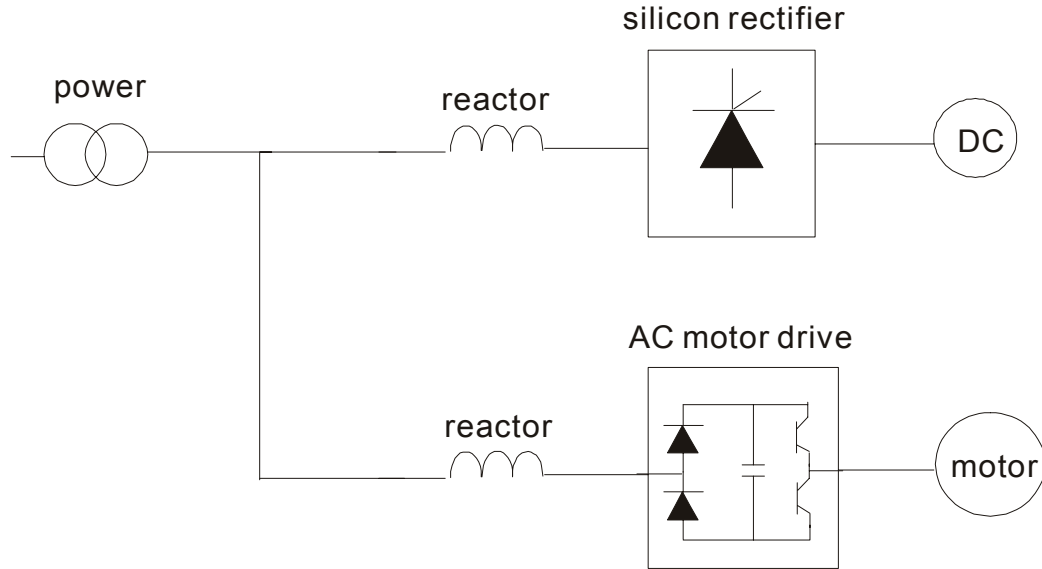 silicon rectifier
power
reactor
DC
AC motor drive
reactor
motor